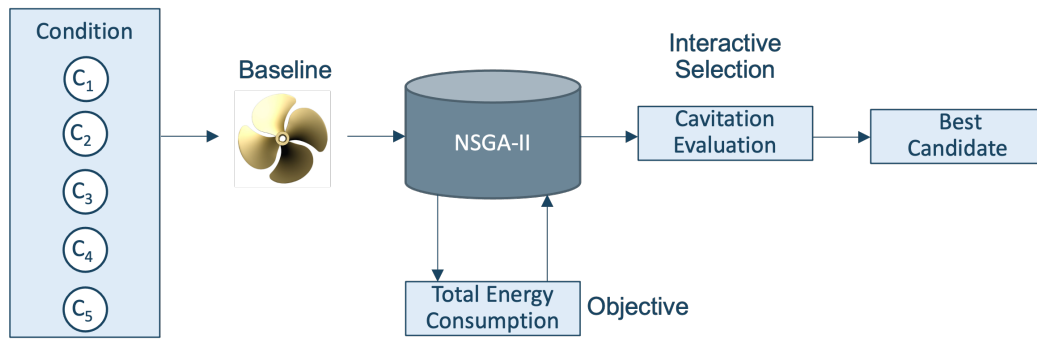 Condition
C1
C2
C3
C4
C5
Baseline
NSGA-II
Total Energy
Consumption
Objective
Interactive
Selection
Cavitation
Evaluation
Best
Candidate